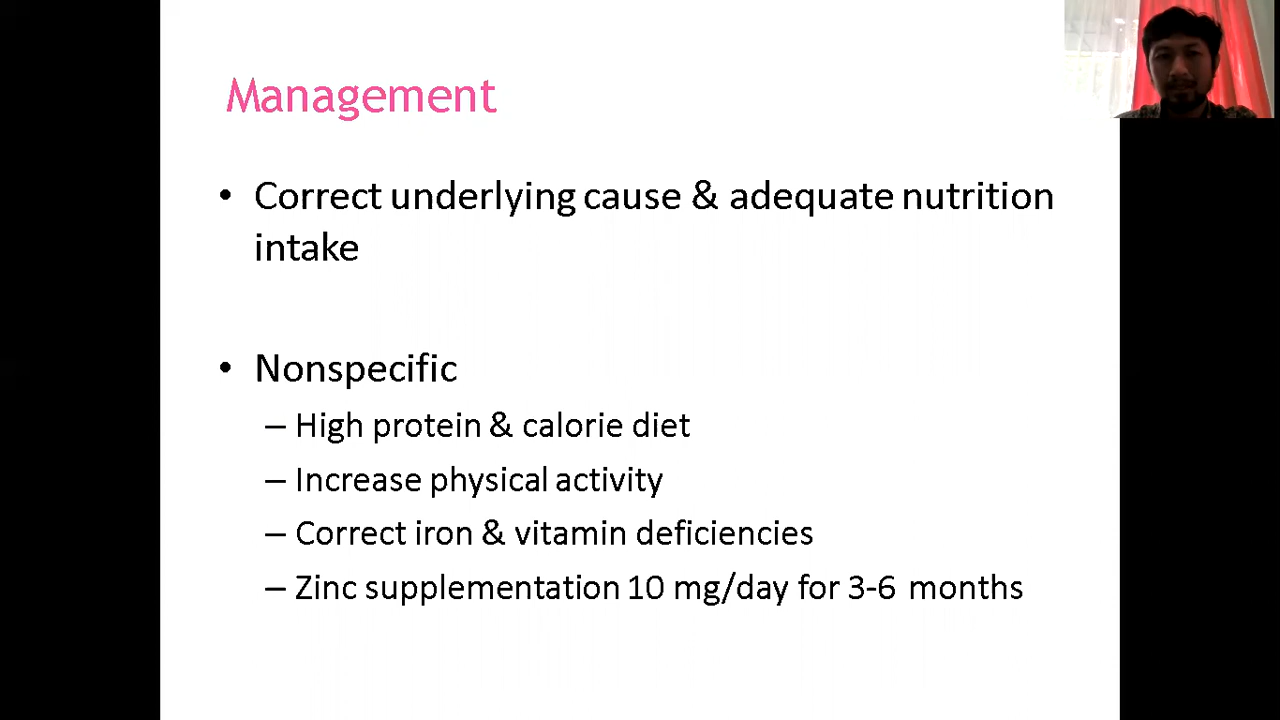 Management
• Correct underlying cause & adequate nutrition
intake
• Nonspecific
– High protein & calorie diet
– Increase physical activity
– Correct iron & vitamin deficiencies
– Zinc supplementation 10 mg/day for 3-6 months